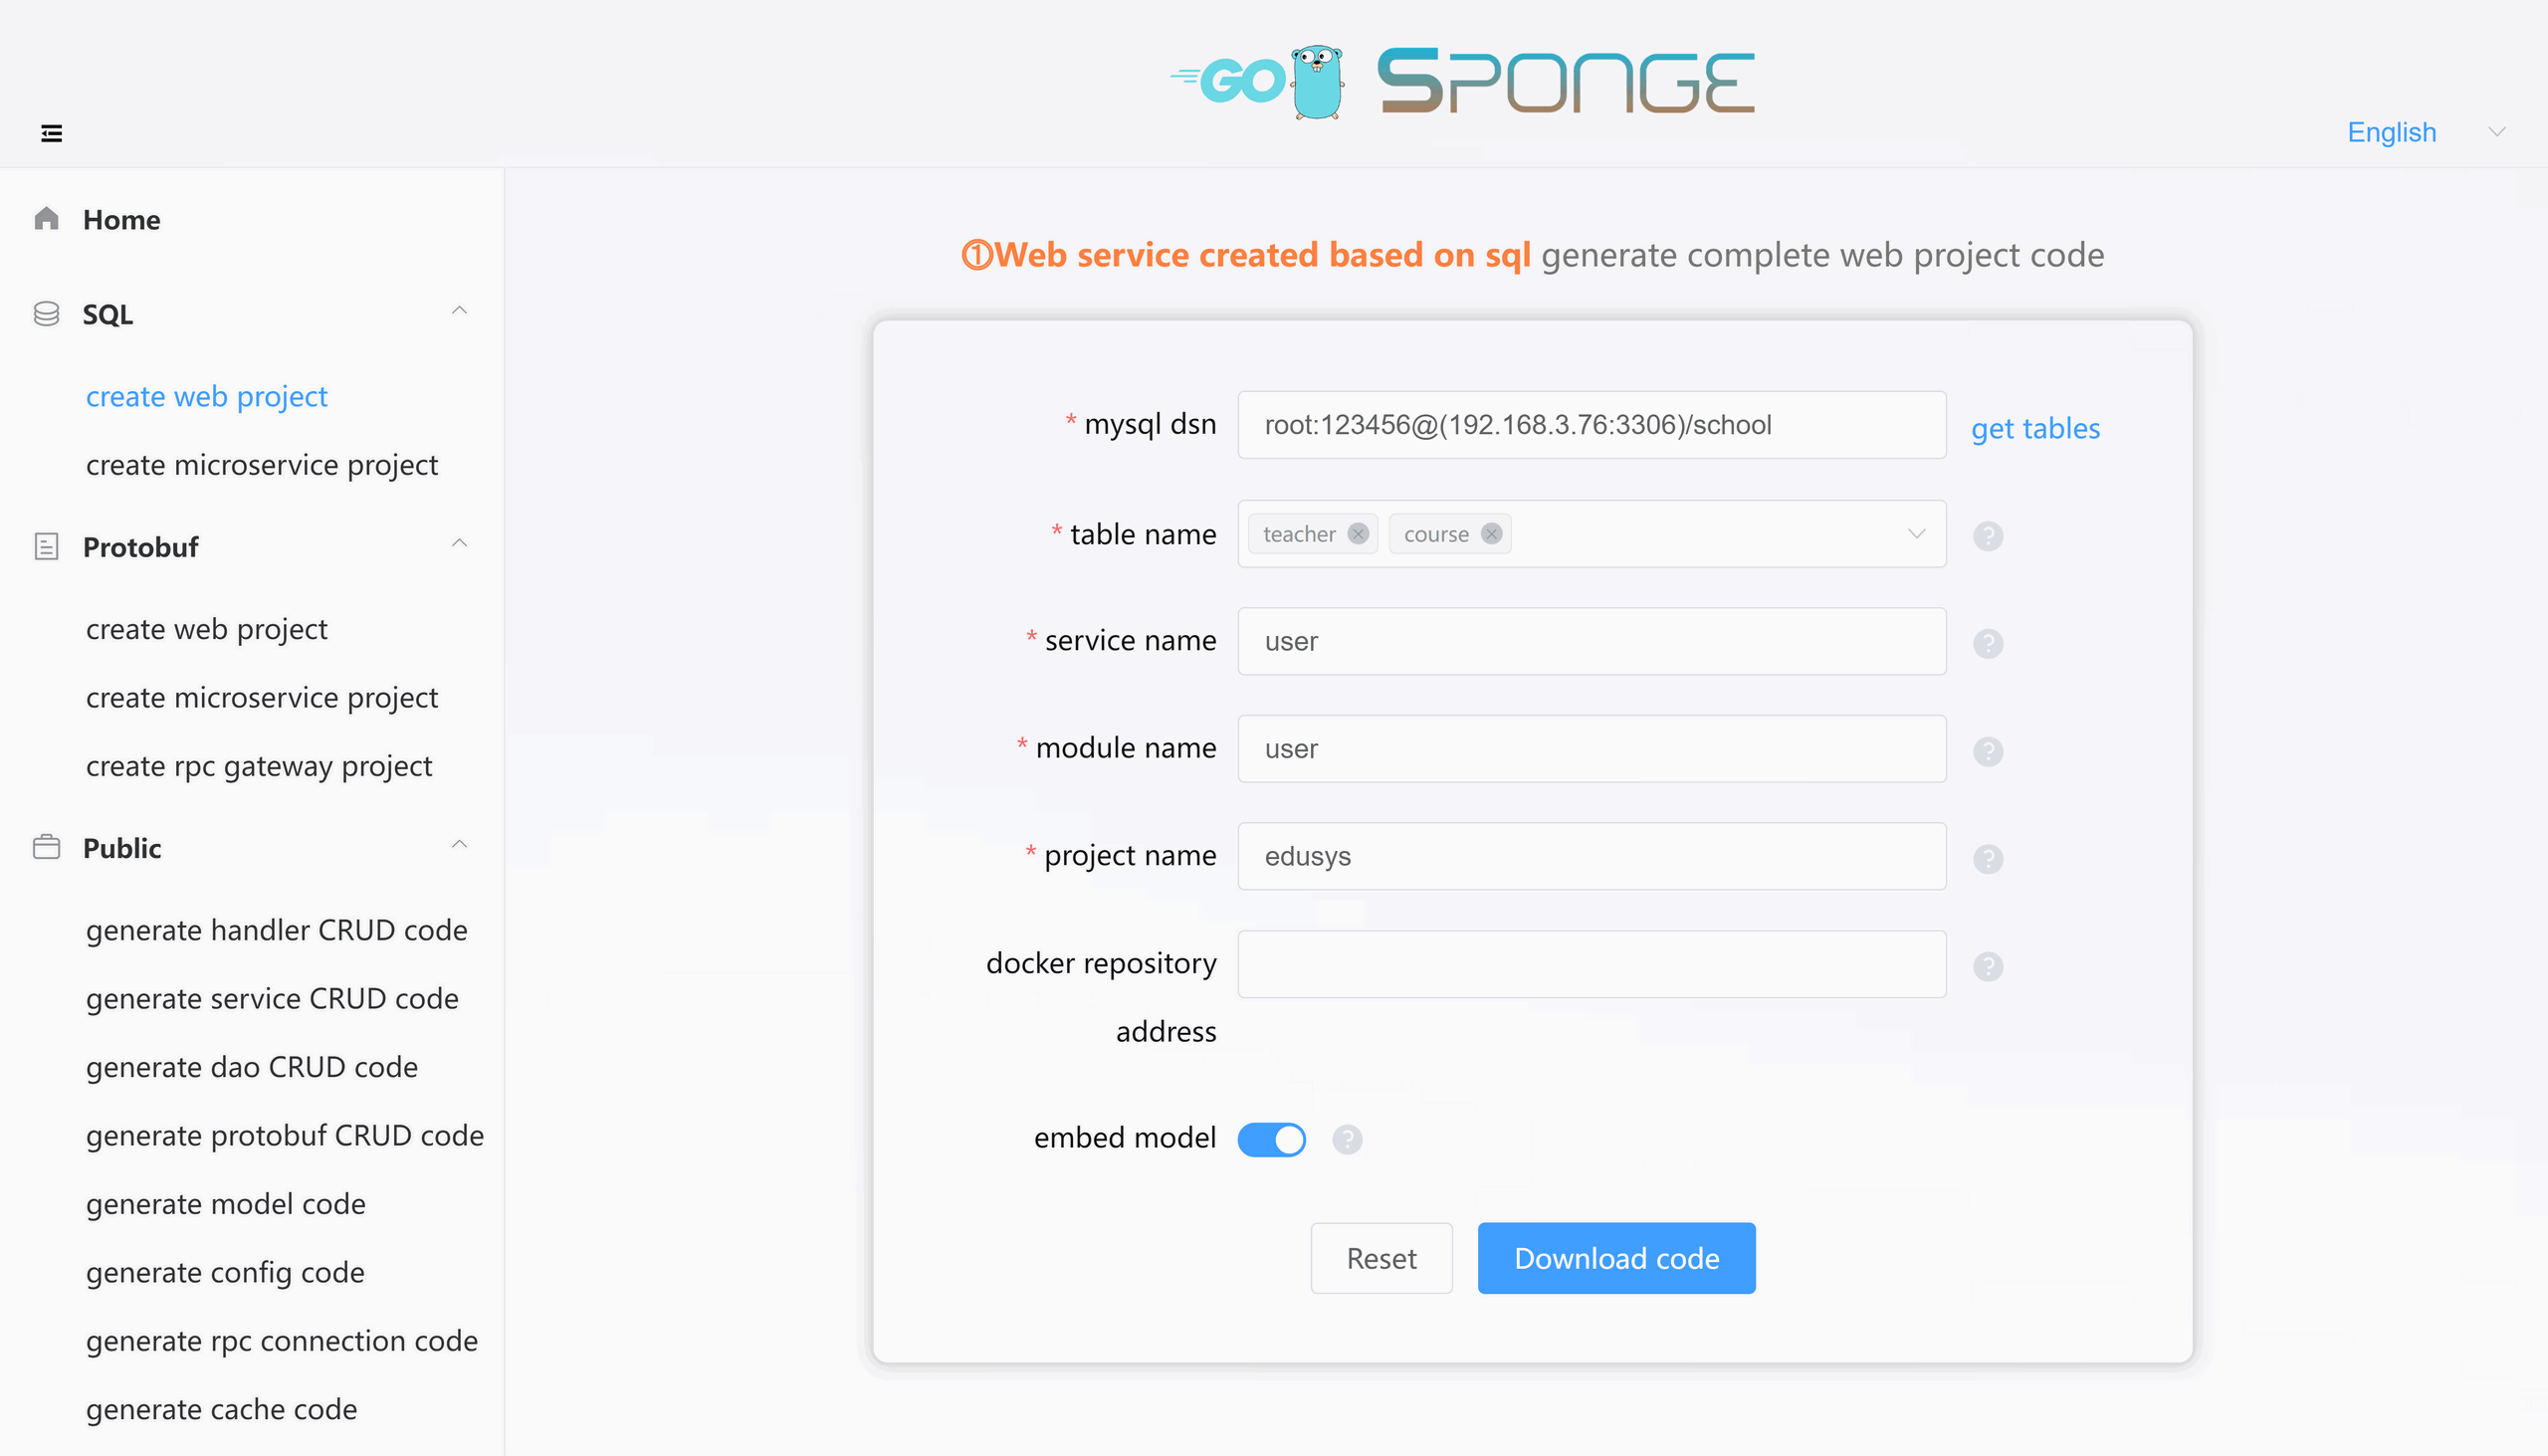 GO SPONGE
English
Home
SQL
create web project
create microservice project
Protobuf
create web project
create microservice project
create rpc gateway project
Public
generate handler CRUD code
generate service CRUD code
generate dao CRUD code
generate protobuf CRUD code
generate model code
generate config code
generate rpc connection code
generate cache code
①Web service created based on sql generate complete web project code
* mysql dsn root:123456@(192.168.3.76:3306)/school get tables
* table name teacher course ?
* service name user ?
* module name user ?
* project name edusys ?
docker repository ?
address
embed model ?
Reset Download code